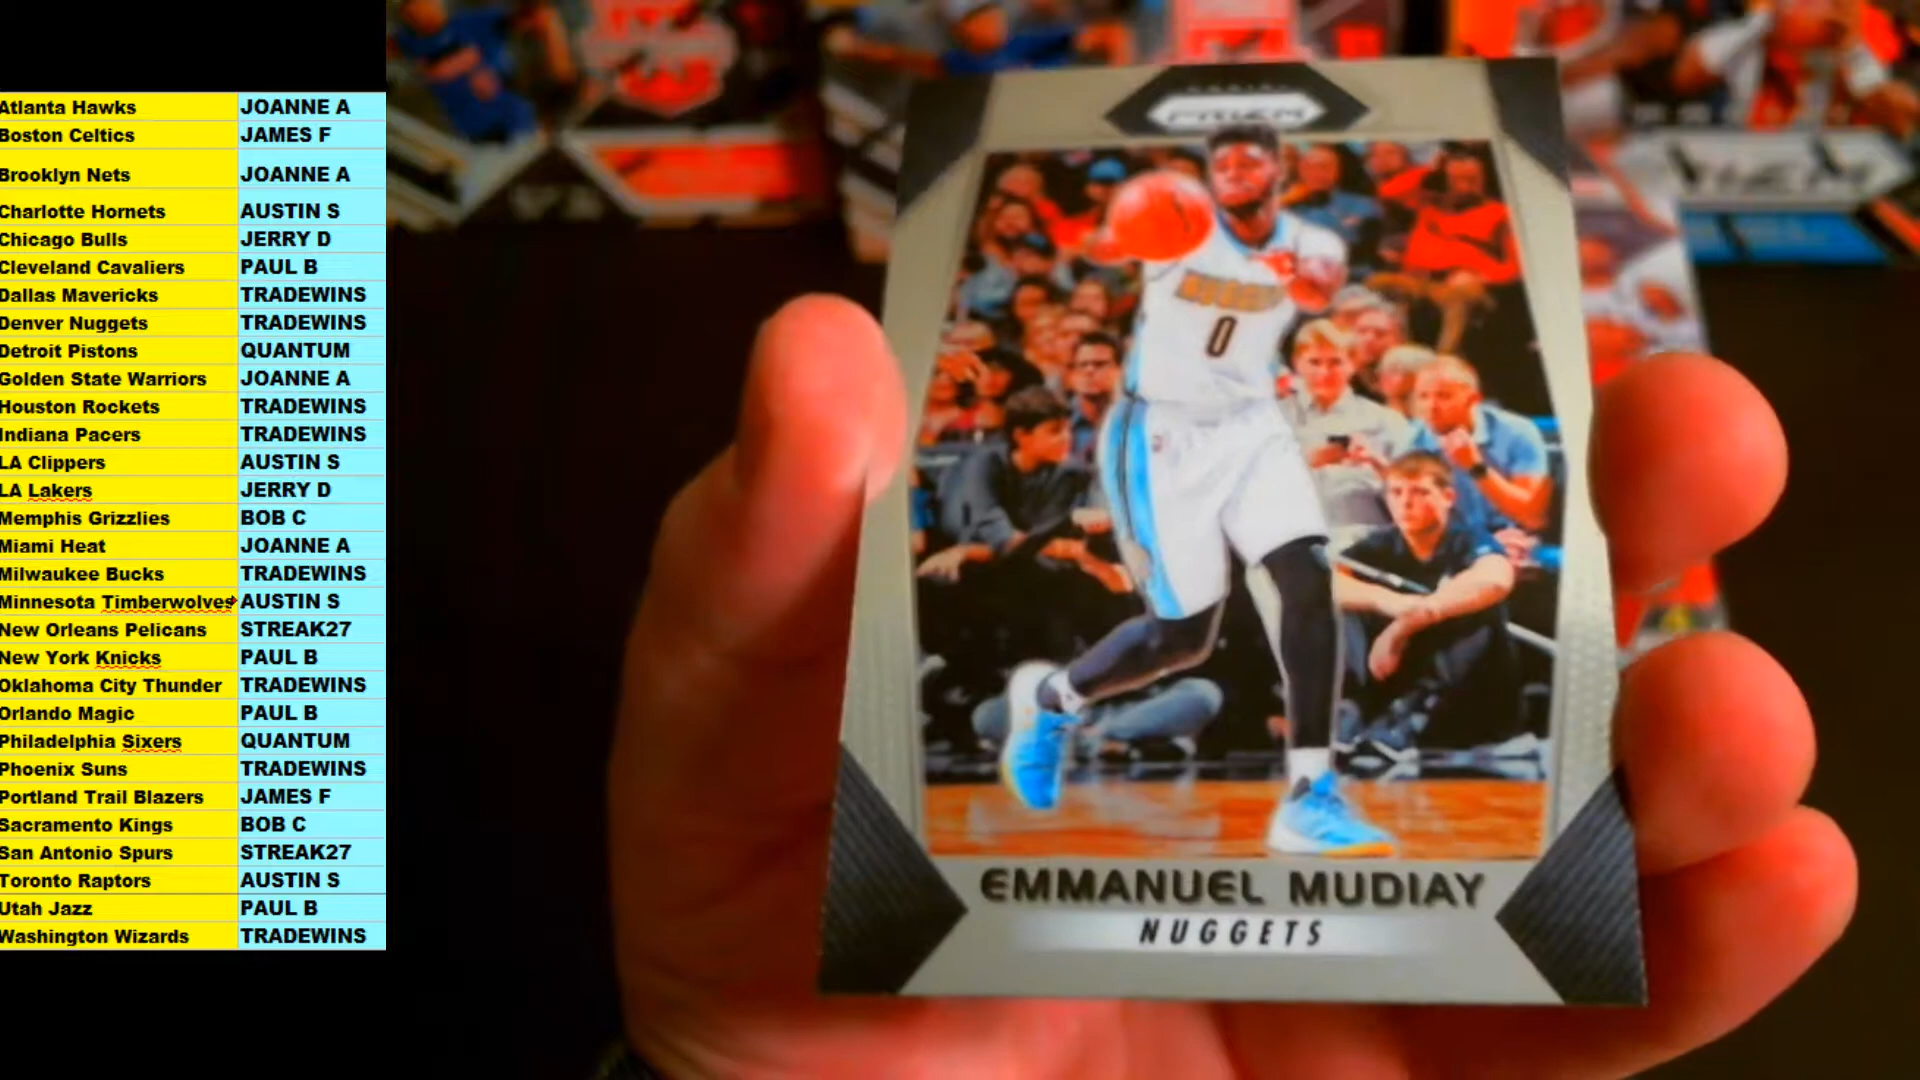 Atlanta Hawks JOANNE A
Boston Celtics JAMES F
Brooklyn Nets JOANNE A
Charlotte Hornets AUSTIN S
Chicago Bulls JERRY D
Cleveland Cavaliers PAUL B
Dallas Mavericks TRADEWINS
Denver Nuggets TRADEWINS
Detroit Pistons QUANTUM
Golden State Warriors JOANNE A
Houston Rockets TRADEWINS
Indiana Pacers TRADEWINS
LA Clippers AUSTIN S
LA Lakers JERRY D
Memphis Grizzlies BOB C
Miami Heat JOANNE A
Milwaukee Bucks TRADEWINS
Minnesota Timberwolves AUSTIN S
New Orleans Pelicans STREAK27
New York Knicks PAUL B
Oklahoma City Thunder TRADEWINS
Orlando Magic PAUL B
Philadelphia Sixers QUANTUM
Phoenix Suns TRADEWINS
Portland Trail Blazers JAMES F
Sacramento Kings BOB C
San Antonio Spurs STREAK27
Toronto Raptors AUSTIN S
Utah Jazz PAUL B
Washington Wizards TRADEWINS
PANINI
PRIZM
NUGGETS
0
EMMANUEL MUDIAY
NUGGETS